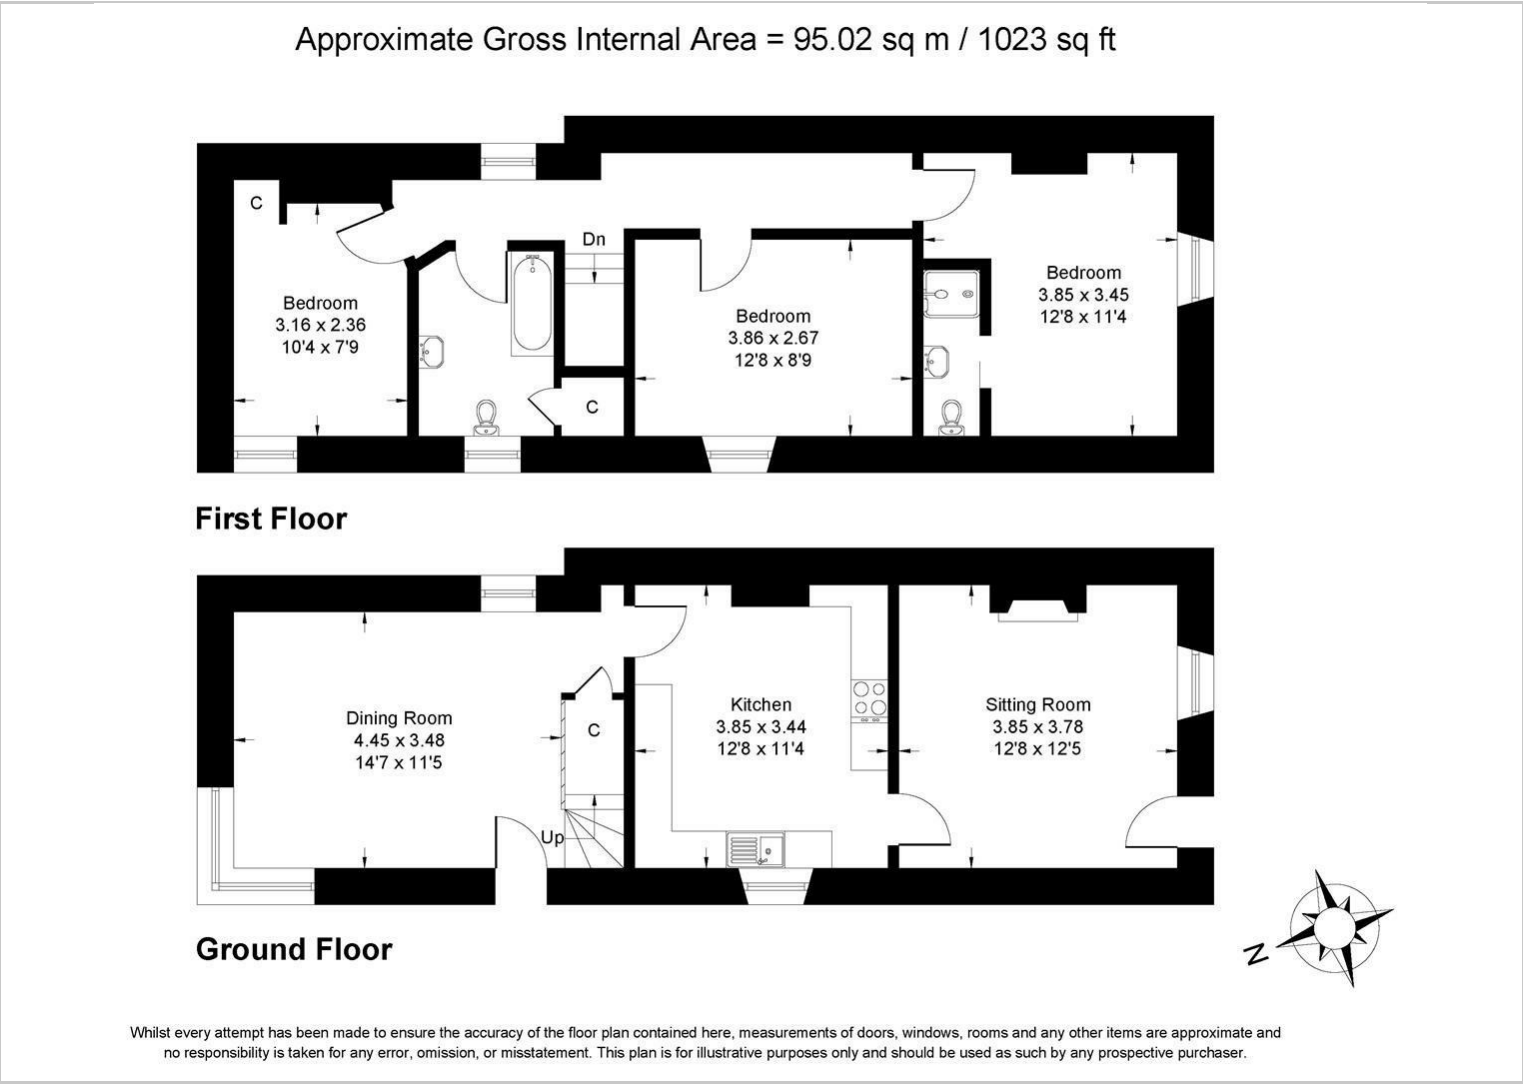 Approximate Gross Internal Area = 95.02 sq m / 1023 sq ft
C
Dn
Bedroom
3.16 x 2.36
10'4 x 7'9
C
Bedroom
3.86 x 2.67
12'8 x 8'9
Bedroom
3.85 x 3.45
12'8 x 11'4
First Floor
Dining Room
4.45 x 3.48
14'7 x 11'5
C
Up
Kitchen
3.85 x 3.44
12'8 x 11'4
Sitting Room
3.85 x 3.78
12'8 x 12'5
Ground Floor
N
Whilst every attempt has been made to ensure the accuracy of the floor plan contained here, measurements of doors, windows, rooms and any other items are approximate and
no responsibility is taken for any error, omission, or misstatement. This plan is for illustrative purposes only and should be used as such by any prospective purchaser.